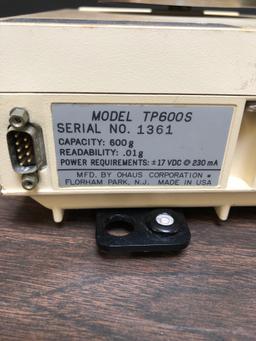 MODEL TP600S
SERIAL NO. 1361
CAPACITY: 600g
READABILITY: .01g
POWER REQUIREMENTS: ±17 VDC @ 230 mA
MFD. BY OHAUS CORPORATION
FLORHAM PARK, N.J. MADE IN USA